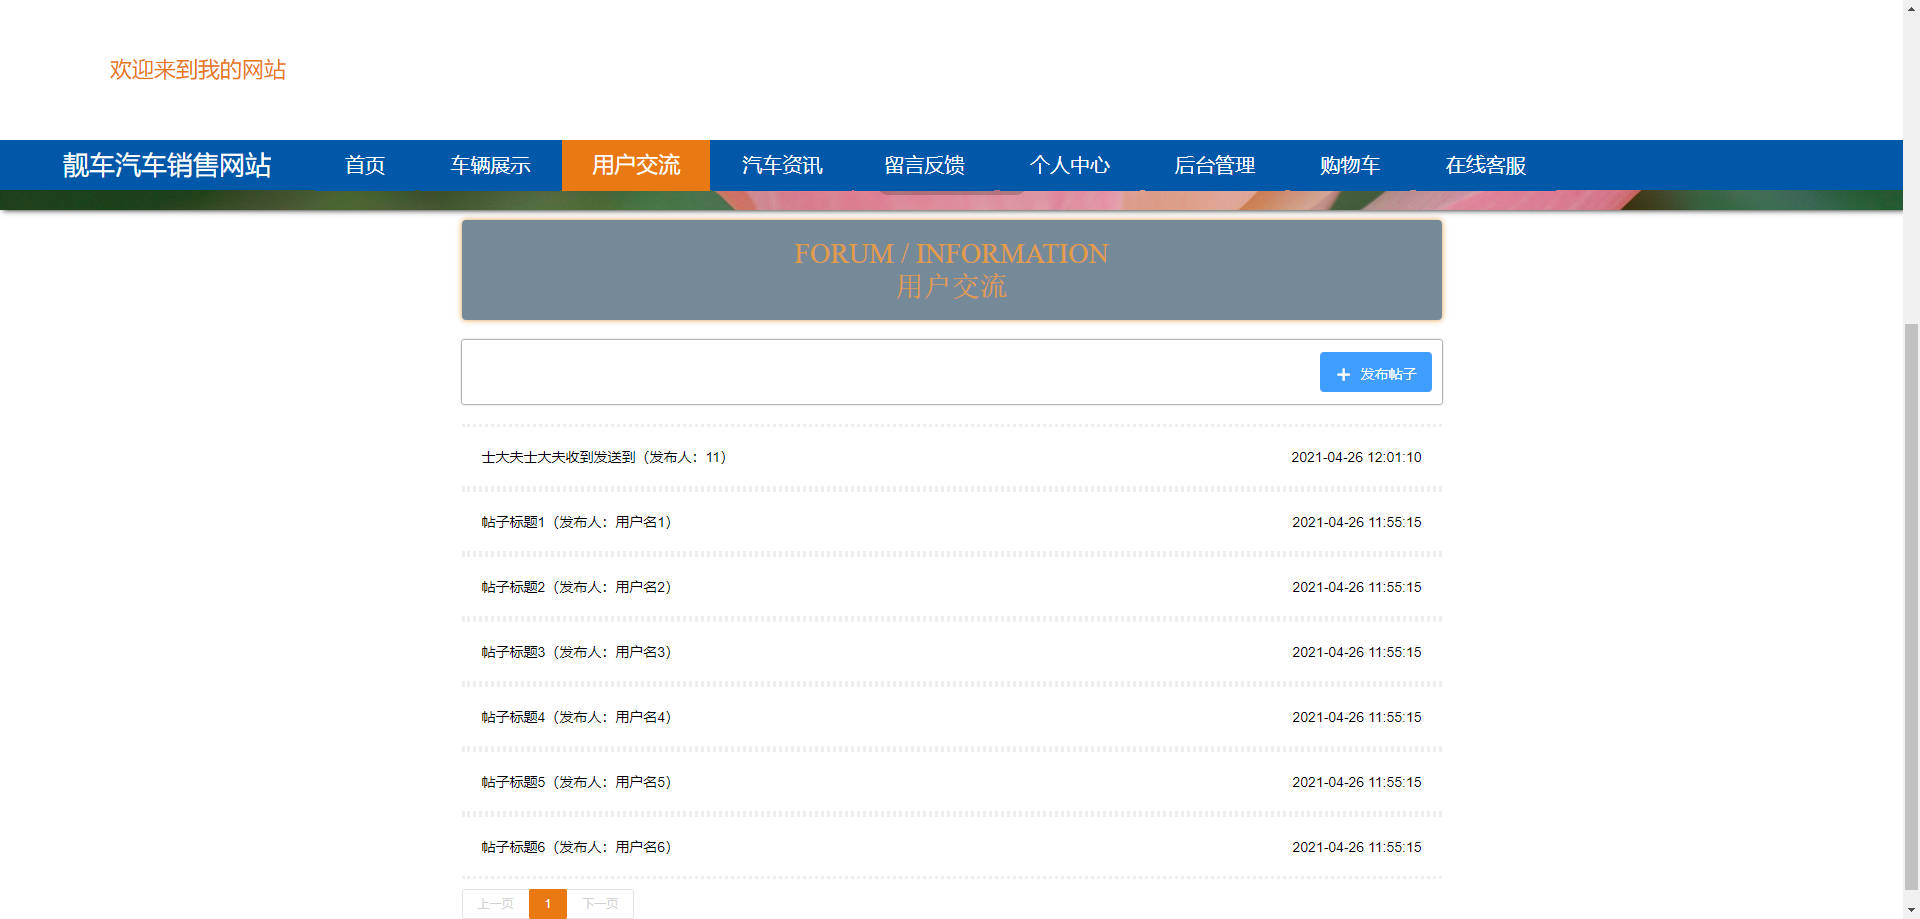 欢迎来到我的网站
靓车汽车销售网站 首页 车辆展示 用户交流 汽车资讯 留言反馈 个人中心 后台管理 购物车 在线客服
FORUM / INFORMATION
用户交流
发布帖子
士大夫士大夫收到发送到（发布人：11） 2021-04-26 12:01:10
帖子标题1（发布人：用户名1） 2021-04-26 11:55:15
帖子标题2（发布人：用户名2） 2021-04-26 11:55:15
帖子标题3（发布人：用户名3） 2021-04-26 11:55:15
帖子标题4（发布人：用户名4） 2021-04-26 11:55:15
帖子标题5（发布人：用户名5） 2021-04-26 11:55:15
帖子标题6（发布人：用户名6） 2021-04-26 11:55:15
上一页 1 下一页